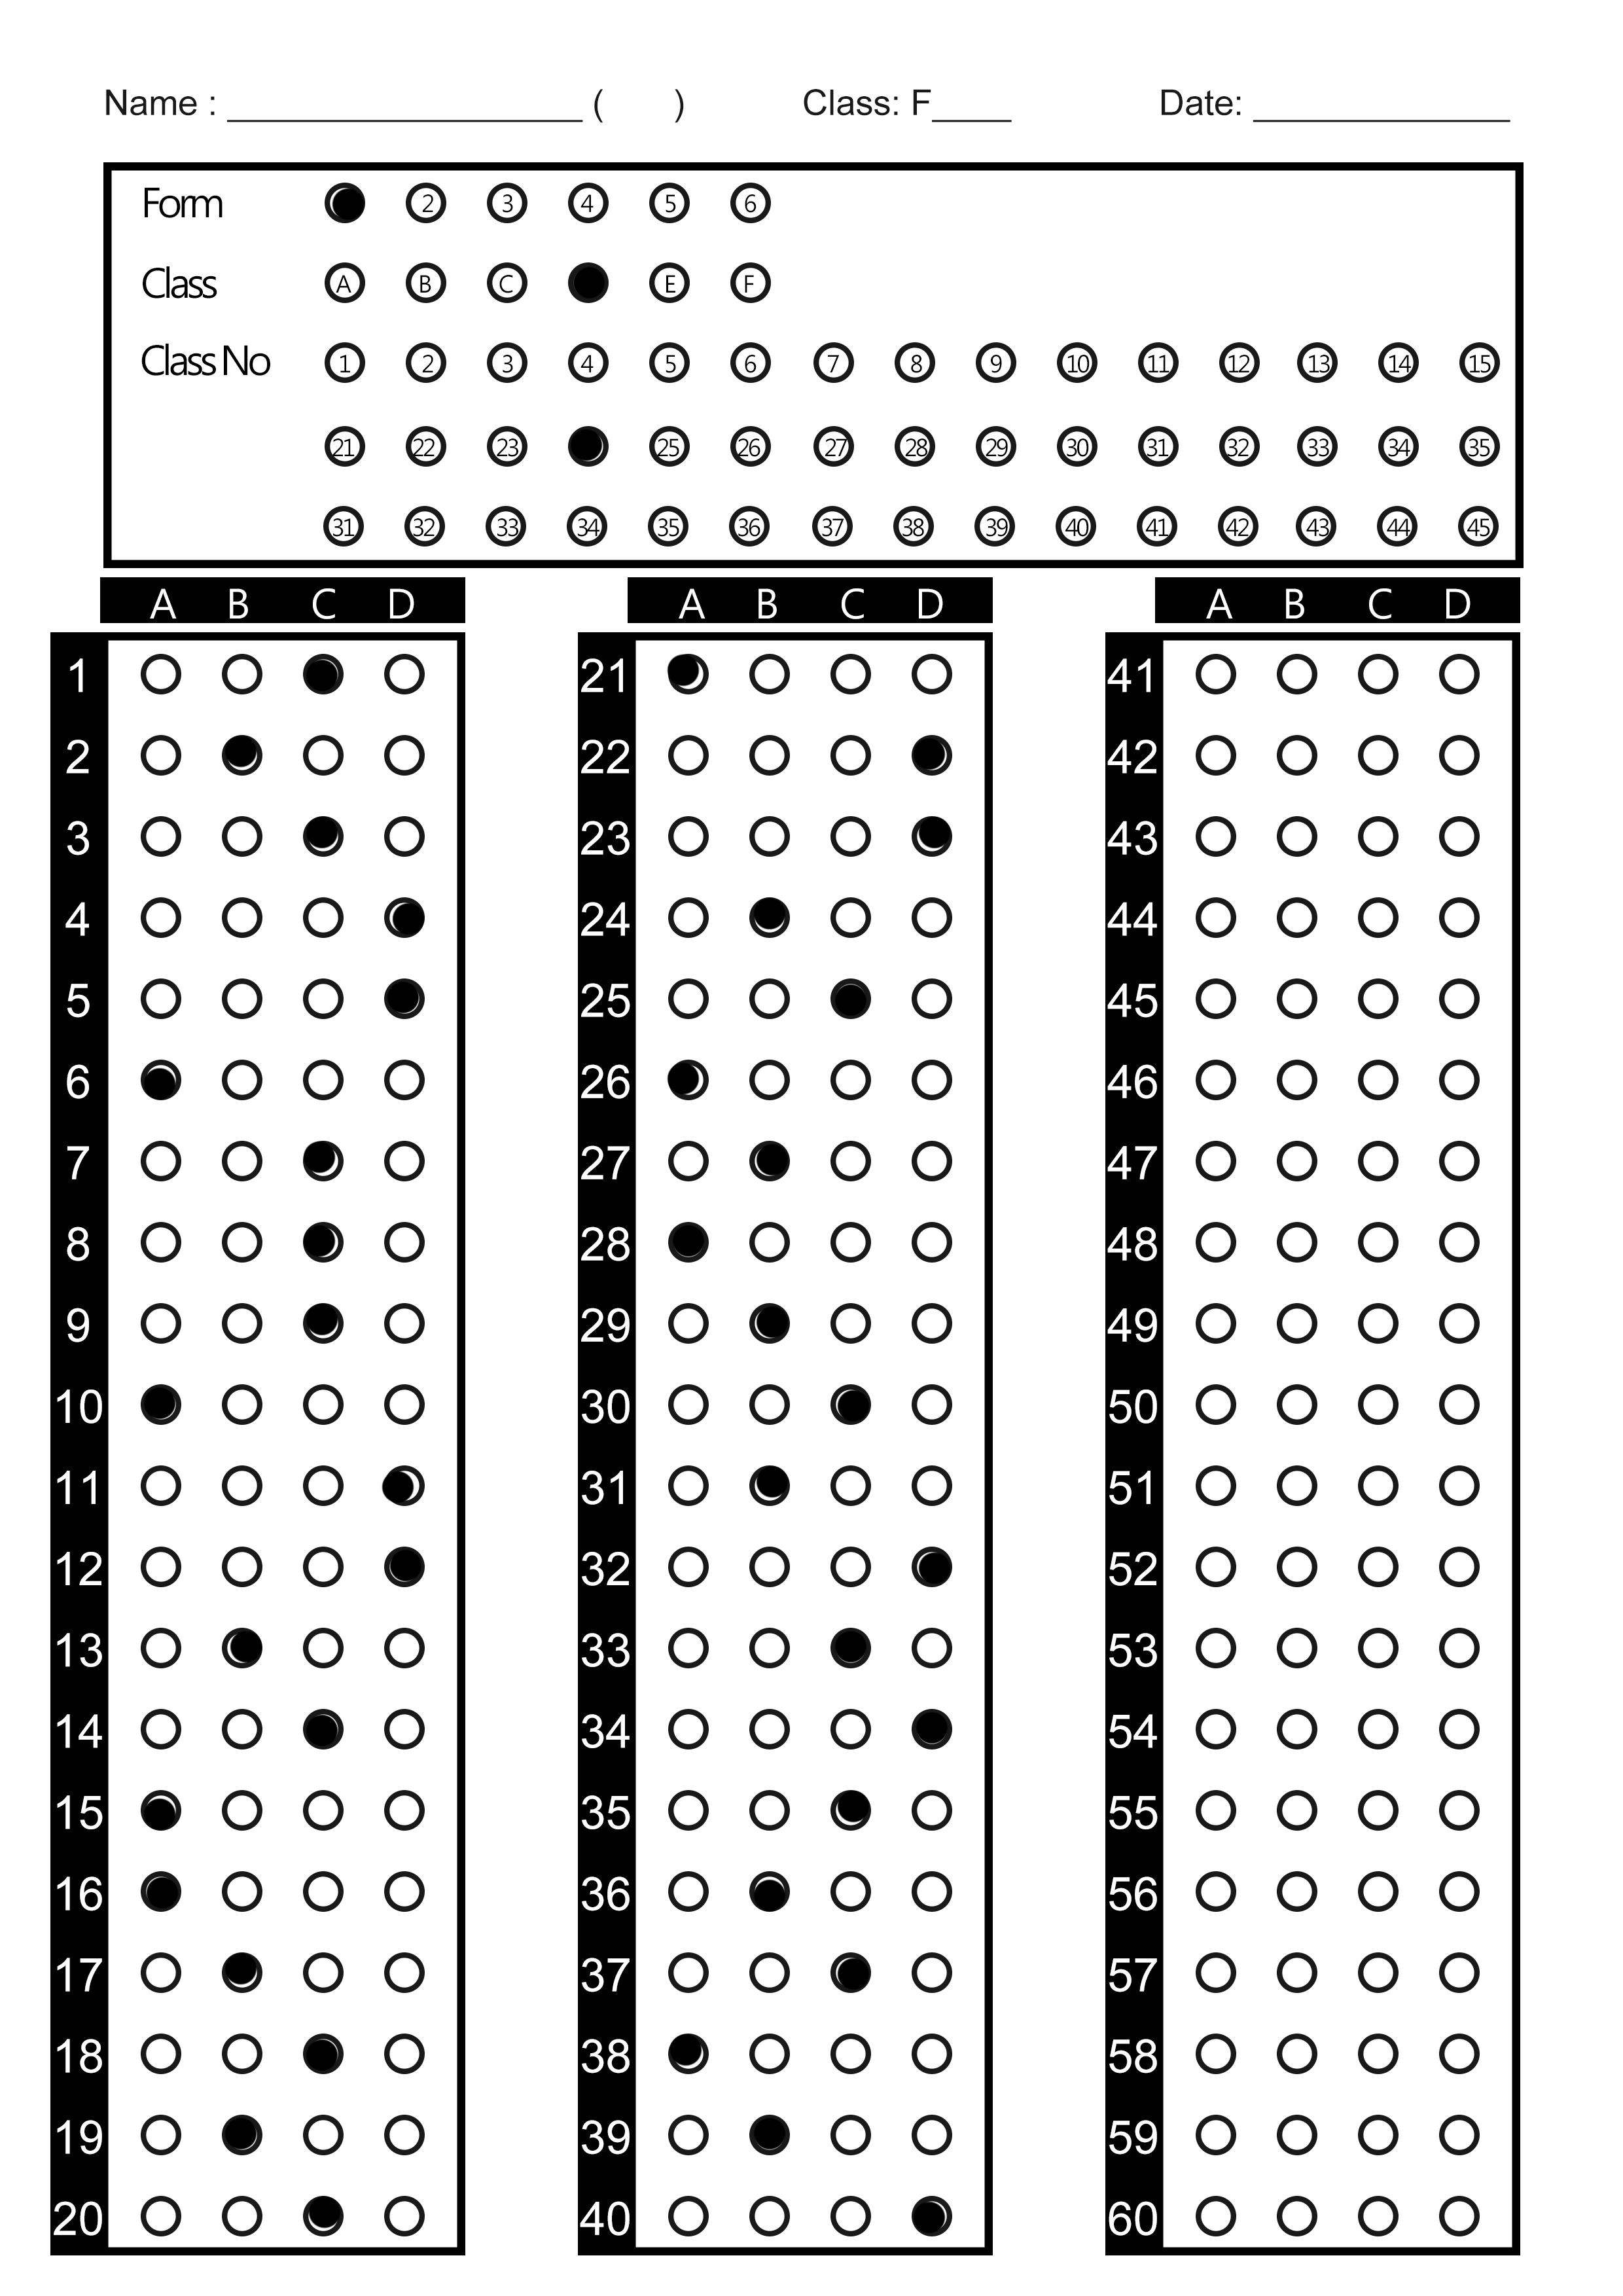 Name : ____________________ (      )      Class: F_____      Date: ______________
Form 2 3 4 5 6
Class A B C E F
Class No 1 2 3 4 5 6 7 8 9 10 11 12 13 14 15
21 22 23 25 26 27 28 29 30 31 32 33 34 35
31 32 33 34 35 36 37 38 39 40 41 42 43 44 45
A B C D A B C D A B C D
1 21 41
2 22 42
3 23 43
4 24 44
5 25 45
6 26 46
7 27 47
8 28 48
9 29 49
10 30 50
11 31 51
12 32 52
13 33 53
14 34 54
15 35 55
16 36 56
17 37 57
18 38 58
19 39 59
20 40 60